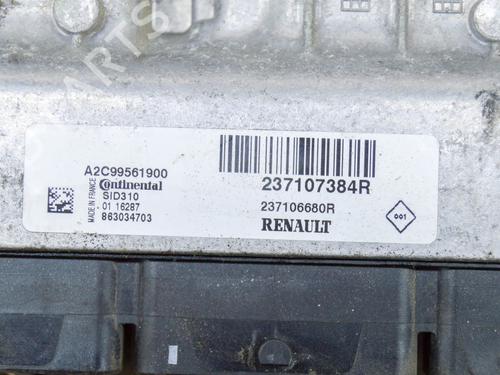 A2C99561900
Continental
SID310
01 16287
863034703
MADE IN FRANCE
237107384R
237106680R
RENAULT
001